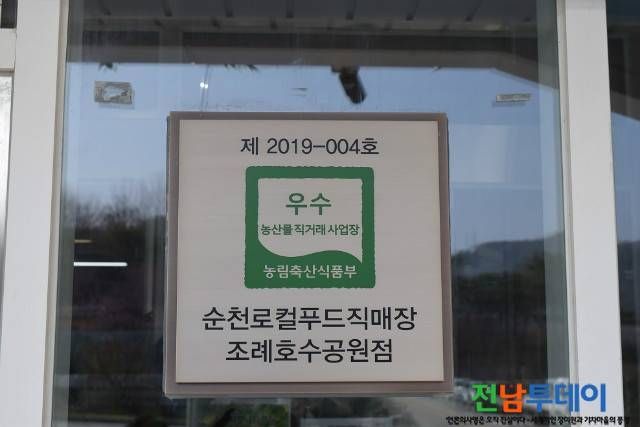 제 2019-004호
우수
농산물 직거래 사업장
농림축산식품부
순천로컬푸드직매장
조례호수공원점
전남투데이